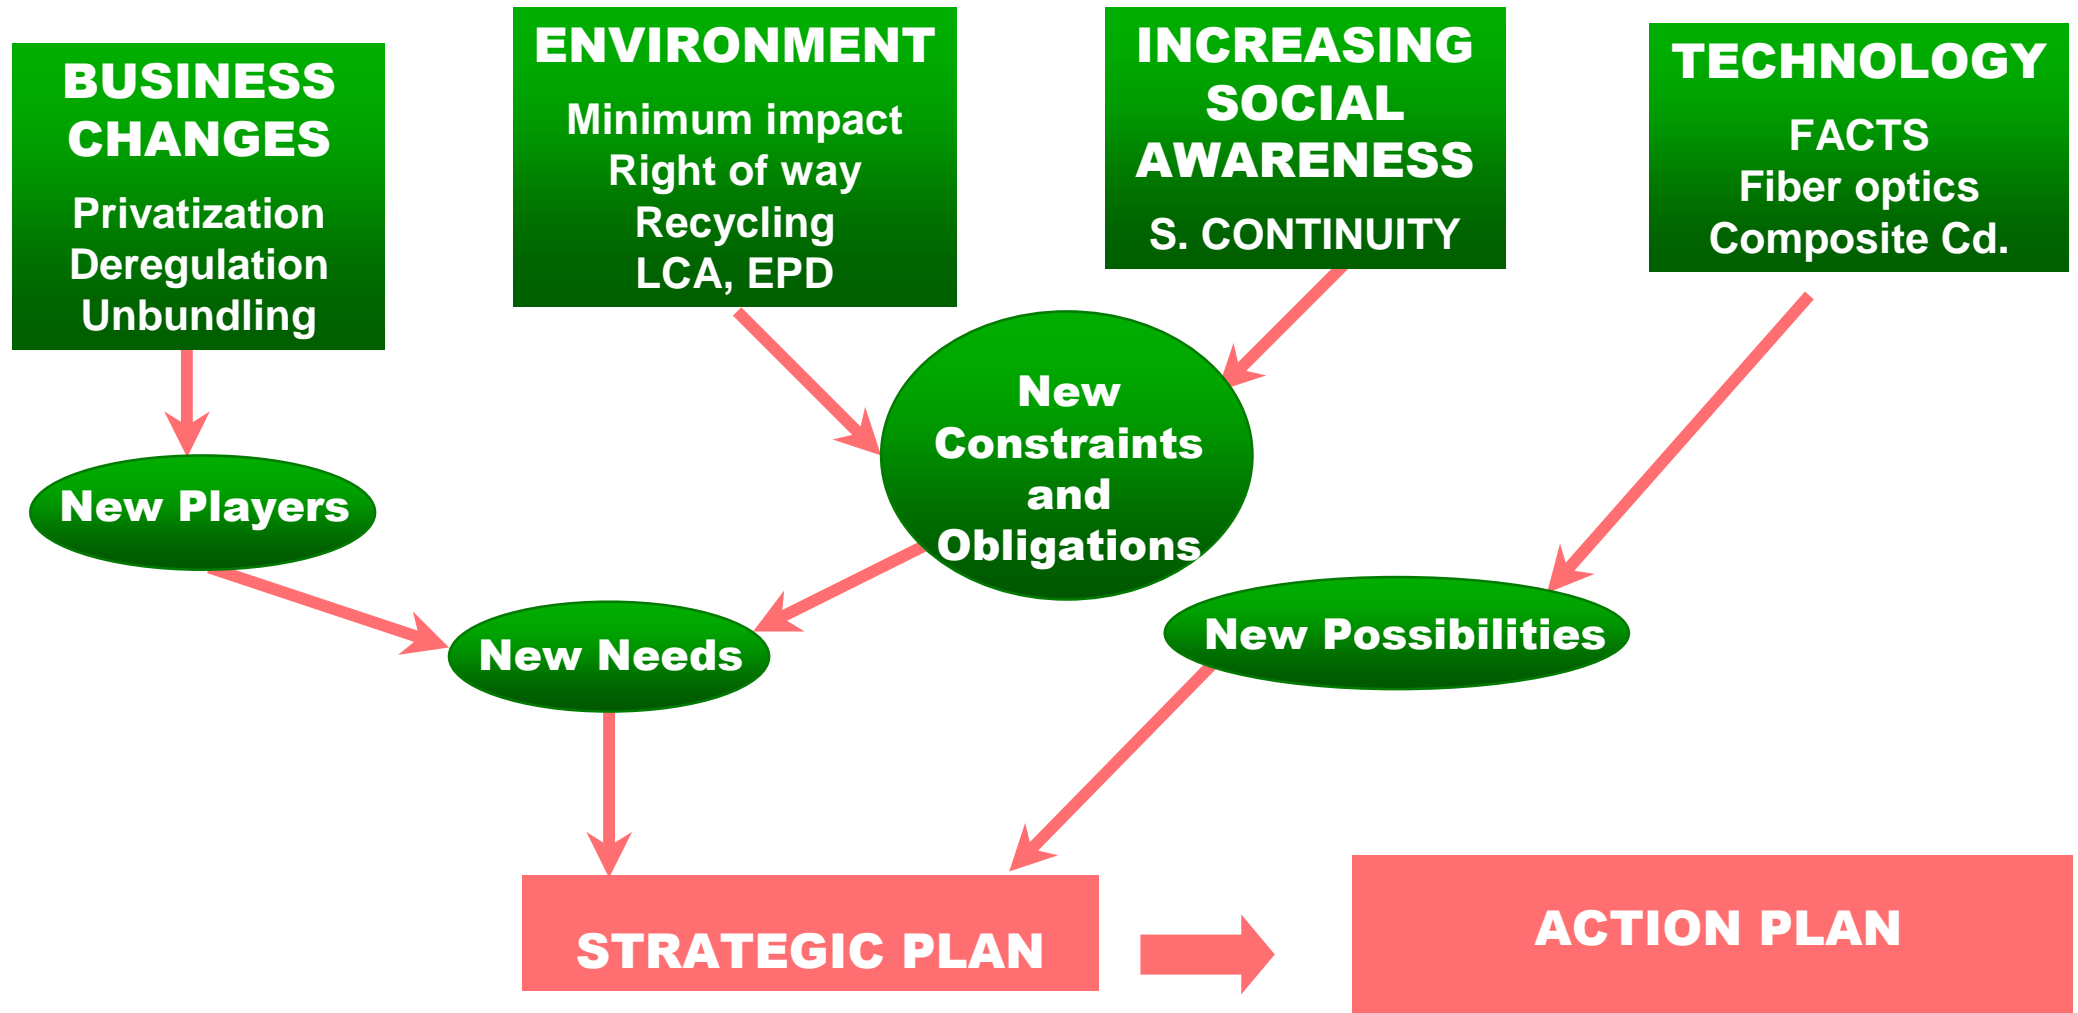 BUSINESS
CHANGES
Privatization
Deregulation
Unbundling
ENVIRONMENT
Minimum impact
Right of way
Recycling
LCA, EPD
INCREASING
SOCIAL
AWARENESS
S. CONTINUITY
TECHNOLOGY
FACTS
Fiber optics
Composite Cd.
New
Constraints
and
Obligations
New Players
New Needs
New Possibilities
STRATEGIC PLAN
ACTION PLAN